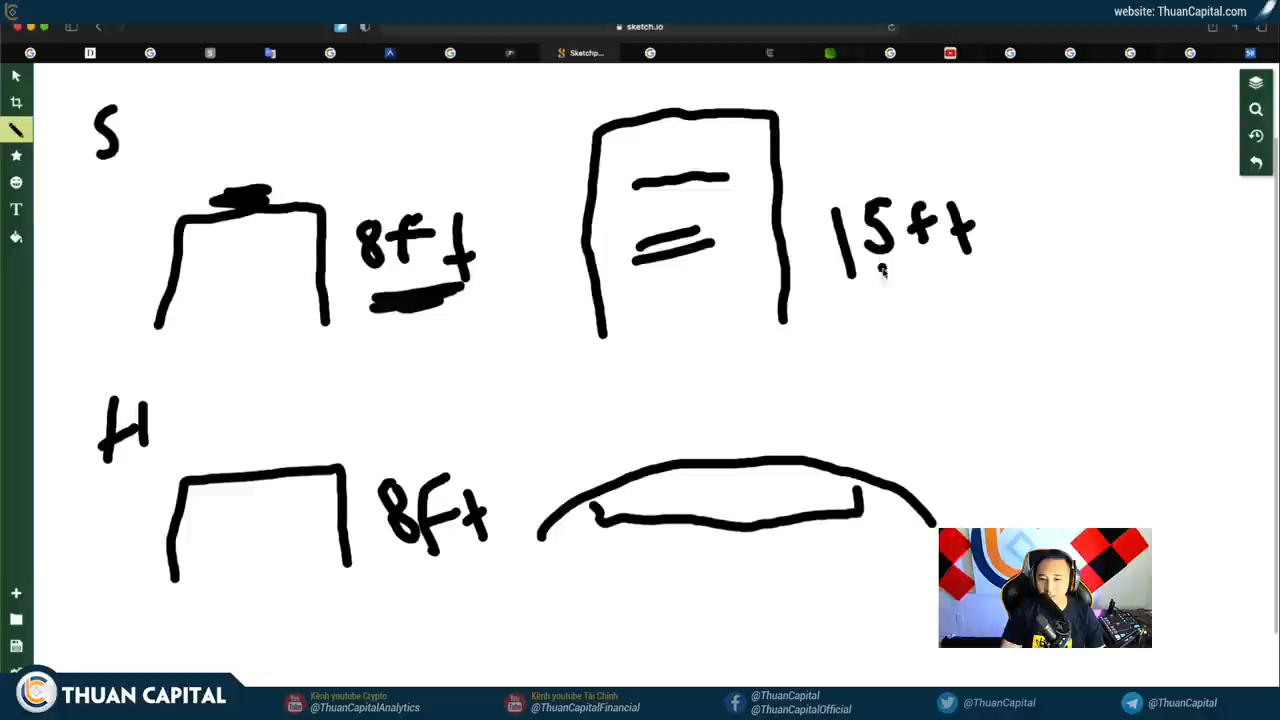 website: ThuanCapital.com
sketch.io
Sketchp...
S
8ft
15ft
H
8ft
THUAN CAPITAL
Kênh youtube Crypto
@ThuanCapitalAnalytics
Kênh youtube Tài Chính
@ThuanCapitalFinancial
@ThuanCapital
@ThuanCapitalOfficial
@ThuanCapital
@ThuanCapital